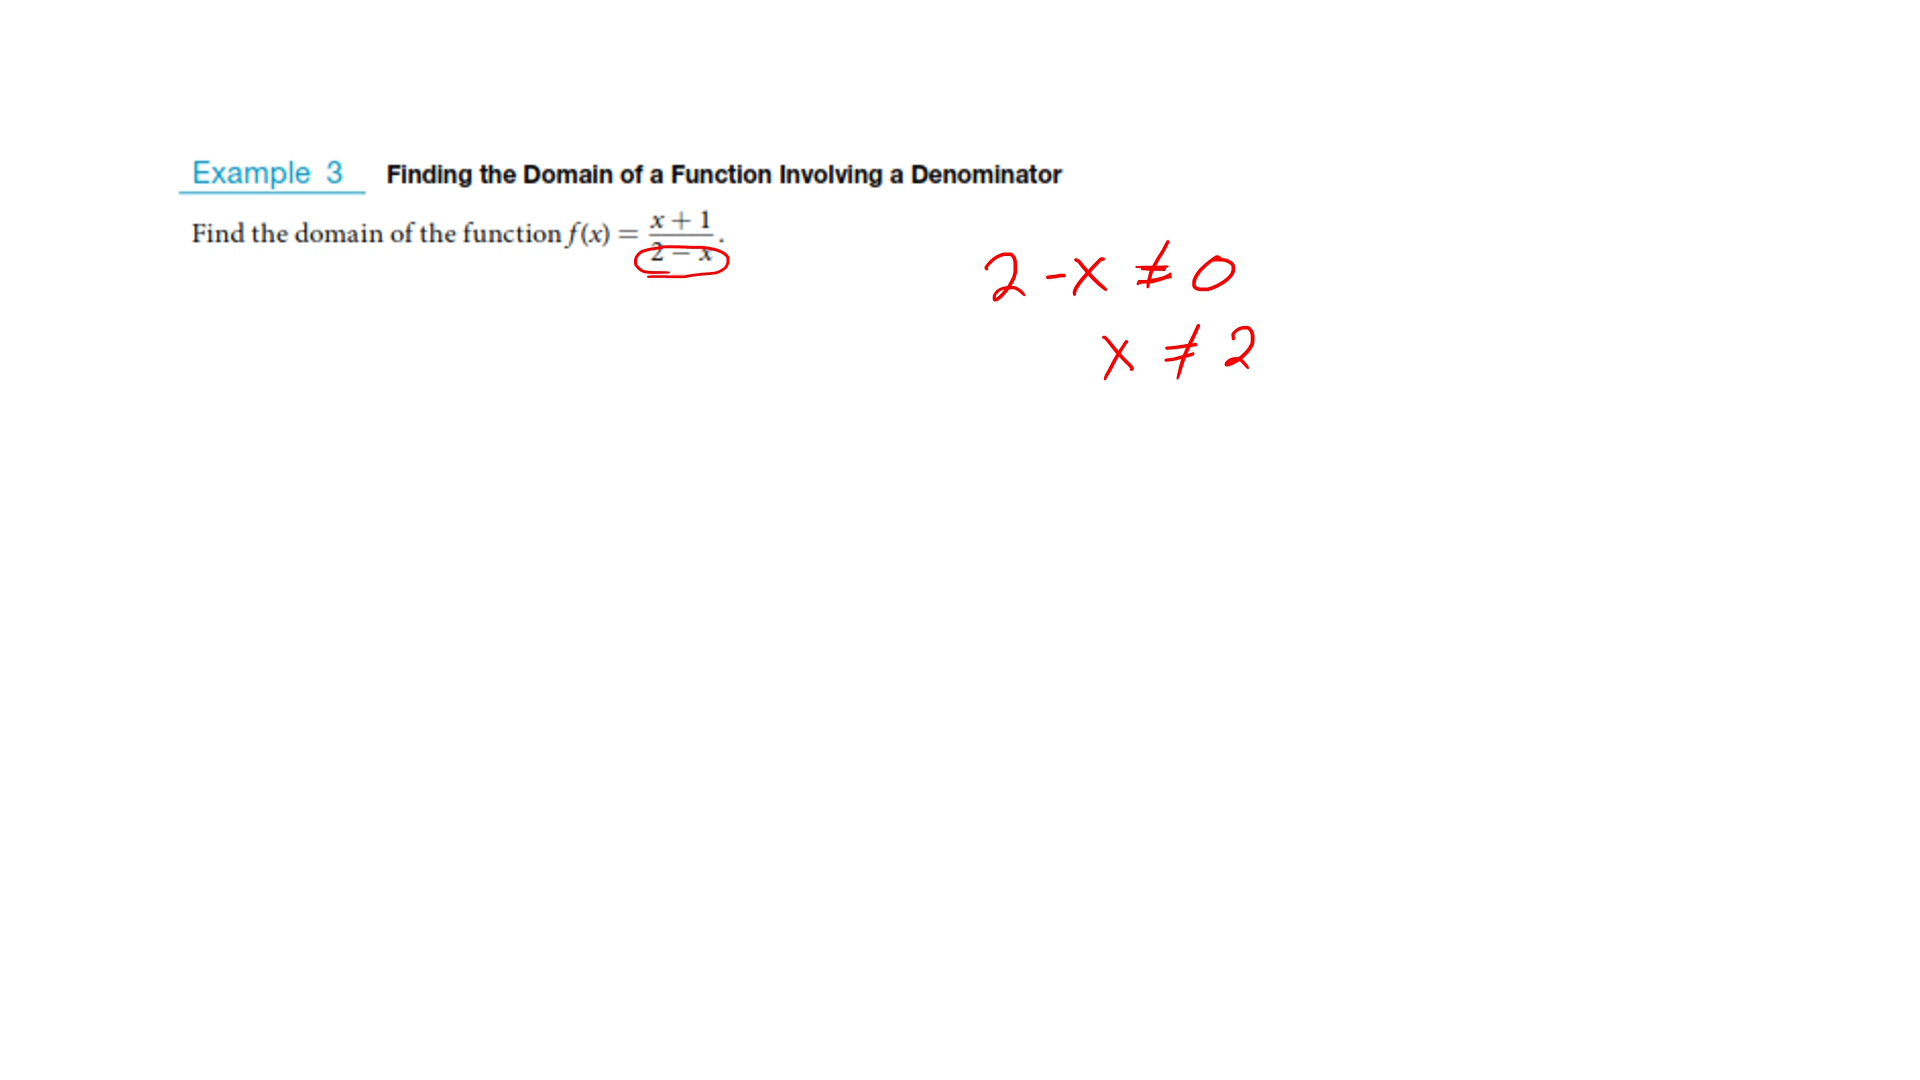 Example 3 Finding the Domain of a Function Involving a Denominator
Find the domain of the function f(x) = (x + 1)/(2 − x).
2 - x ≠ 0
x ≠ 2